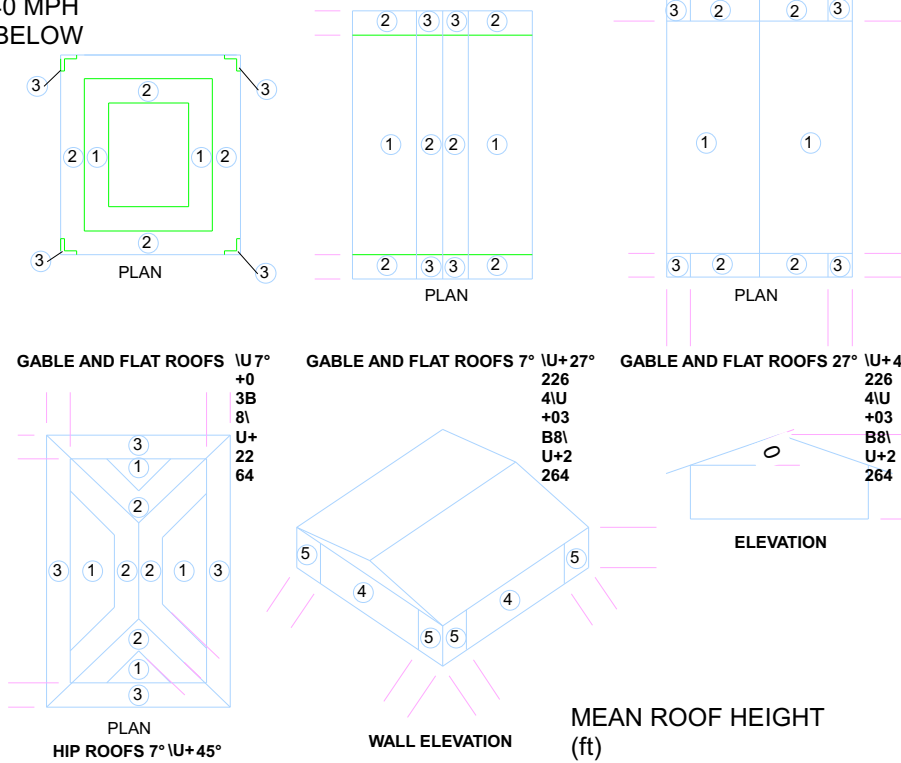 40 MPH
BELOW
2 3 3 2
3 2 2 3
3 3
2
2 1 1 2
1 2 2 1
1 1
2
3 3
2 3 3 2
3 2 2 3
PLAN
PLAN
PLAN
GABLE AND FLAT ROOFS \U 7°
+0
3B
8\
U+
22
64
GABLE AND FLAT ROOFS 7° \U+ 27°
226
4\U
+03
B8\
U+2
264
GABLE AND FLAT ROOFS 27° \U+4
226
4\U
+03
B8\
U+2
264
3
1
2
3 1 2 2 1 3
2
1
3
PLAN
HIP ROOFS 7° \U+ 45°
5 5
4 4
5 5
WALL ELEVATION
0
ELEVATION
MEAN ROOF HEIGHT
(ft)